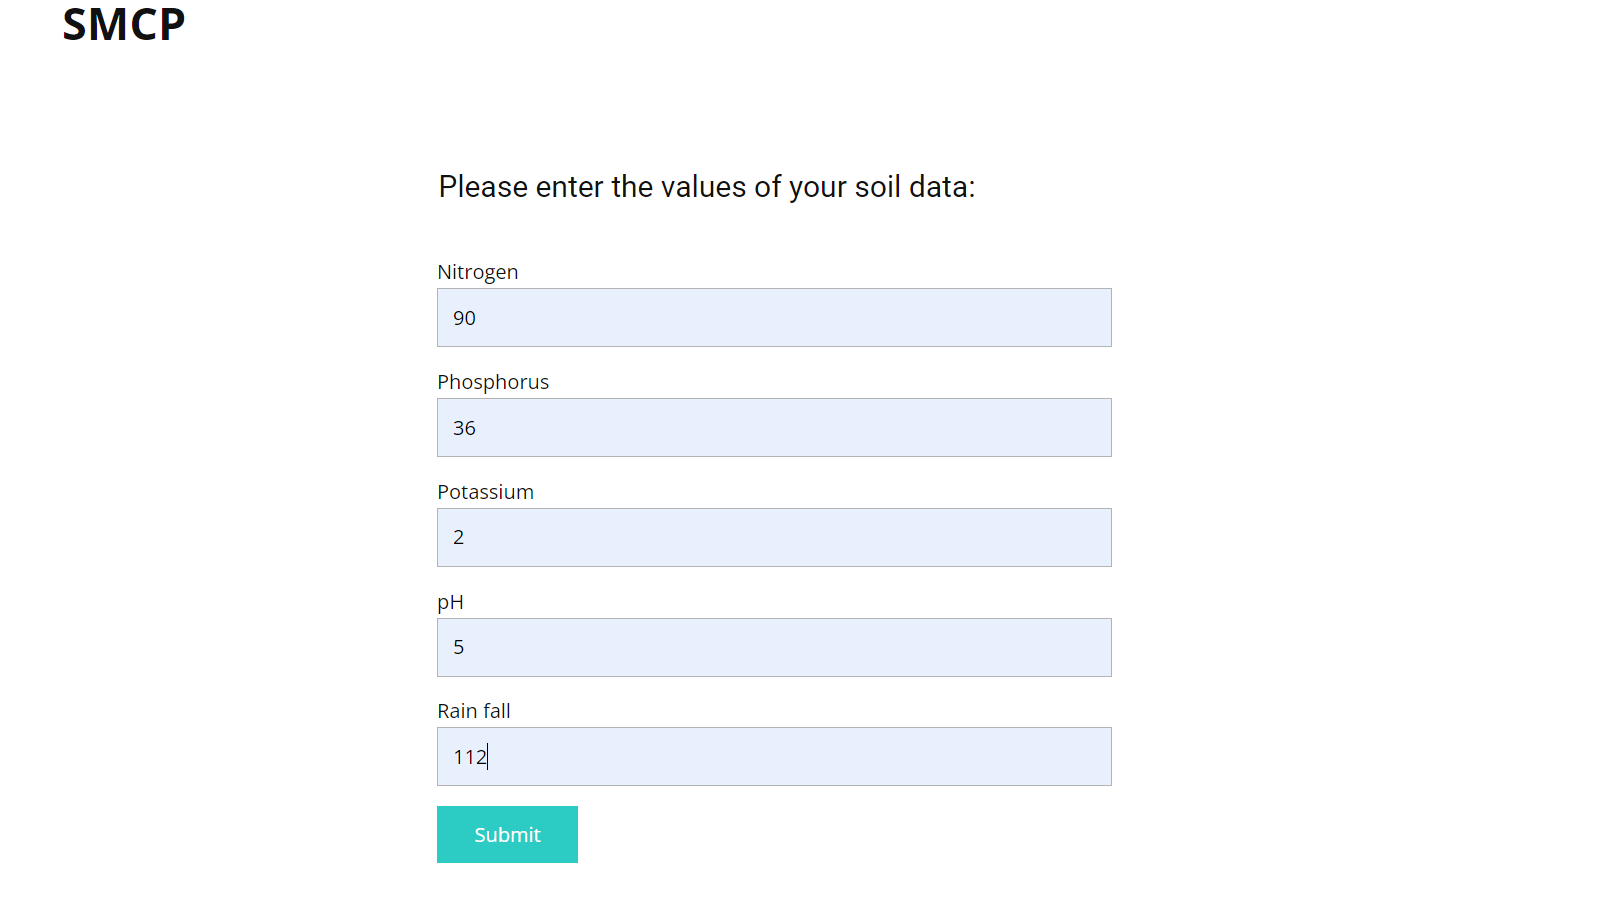 SMCP
Please enter the values of your soil data:
Nitrogen
90
Phosphorus
36
Potassium
2
pH
5
Rain fall
112
Submit